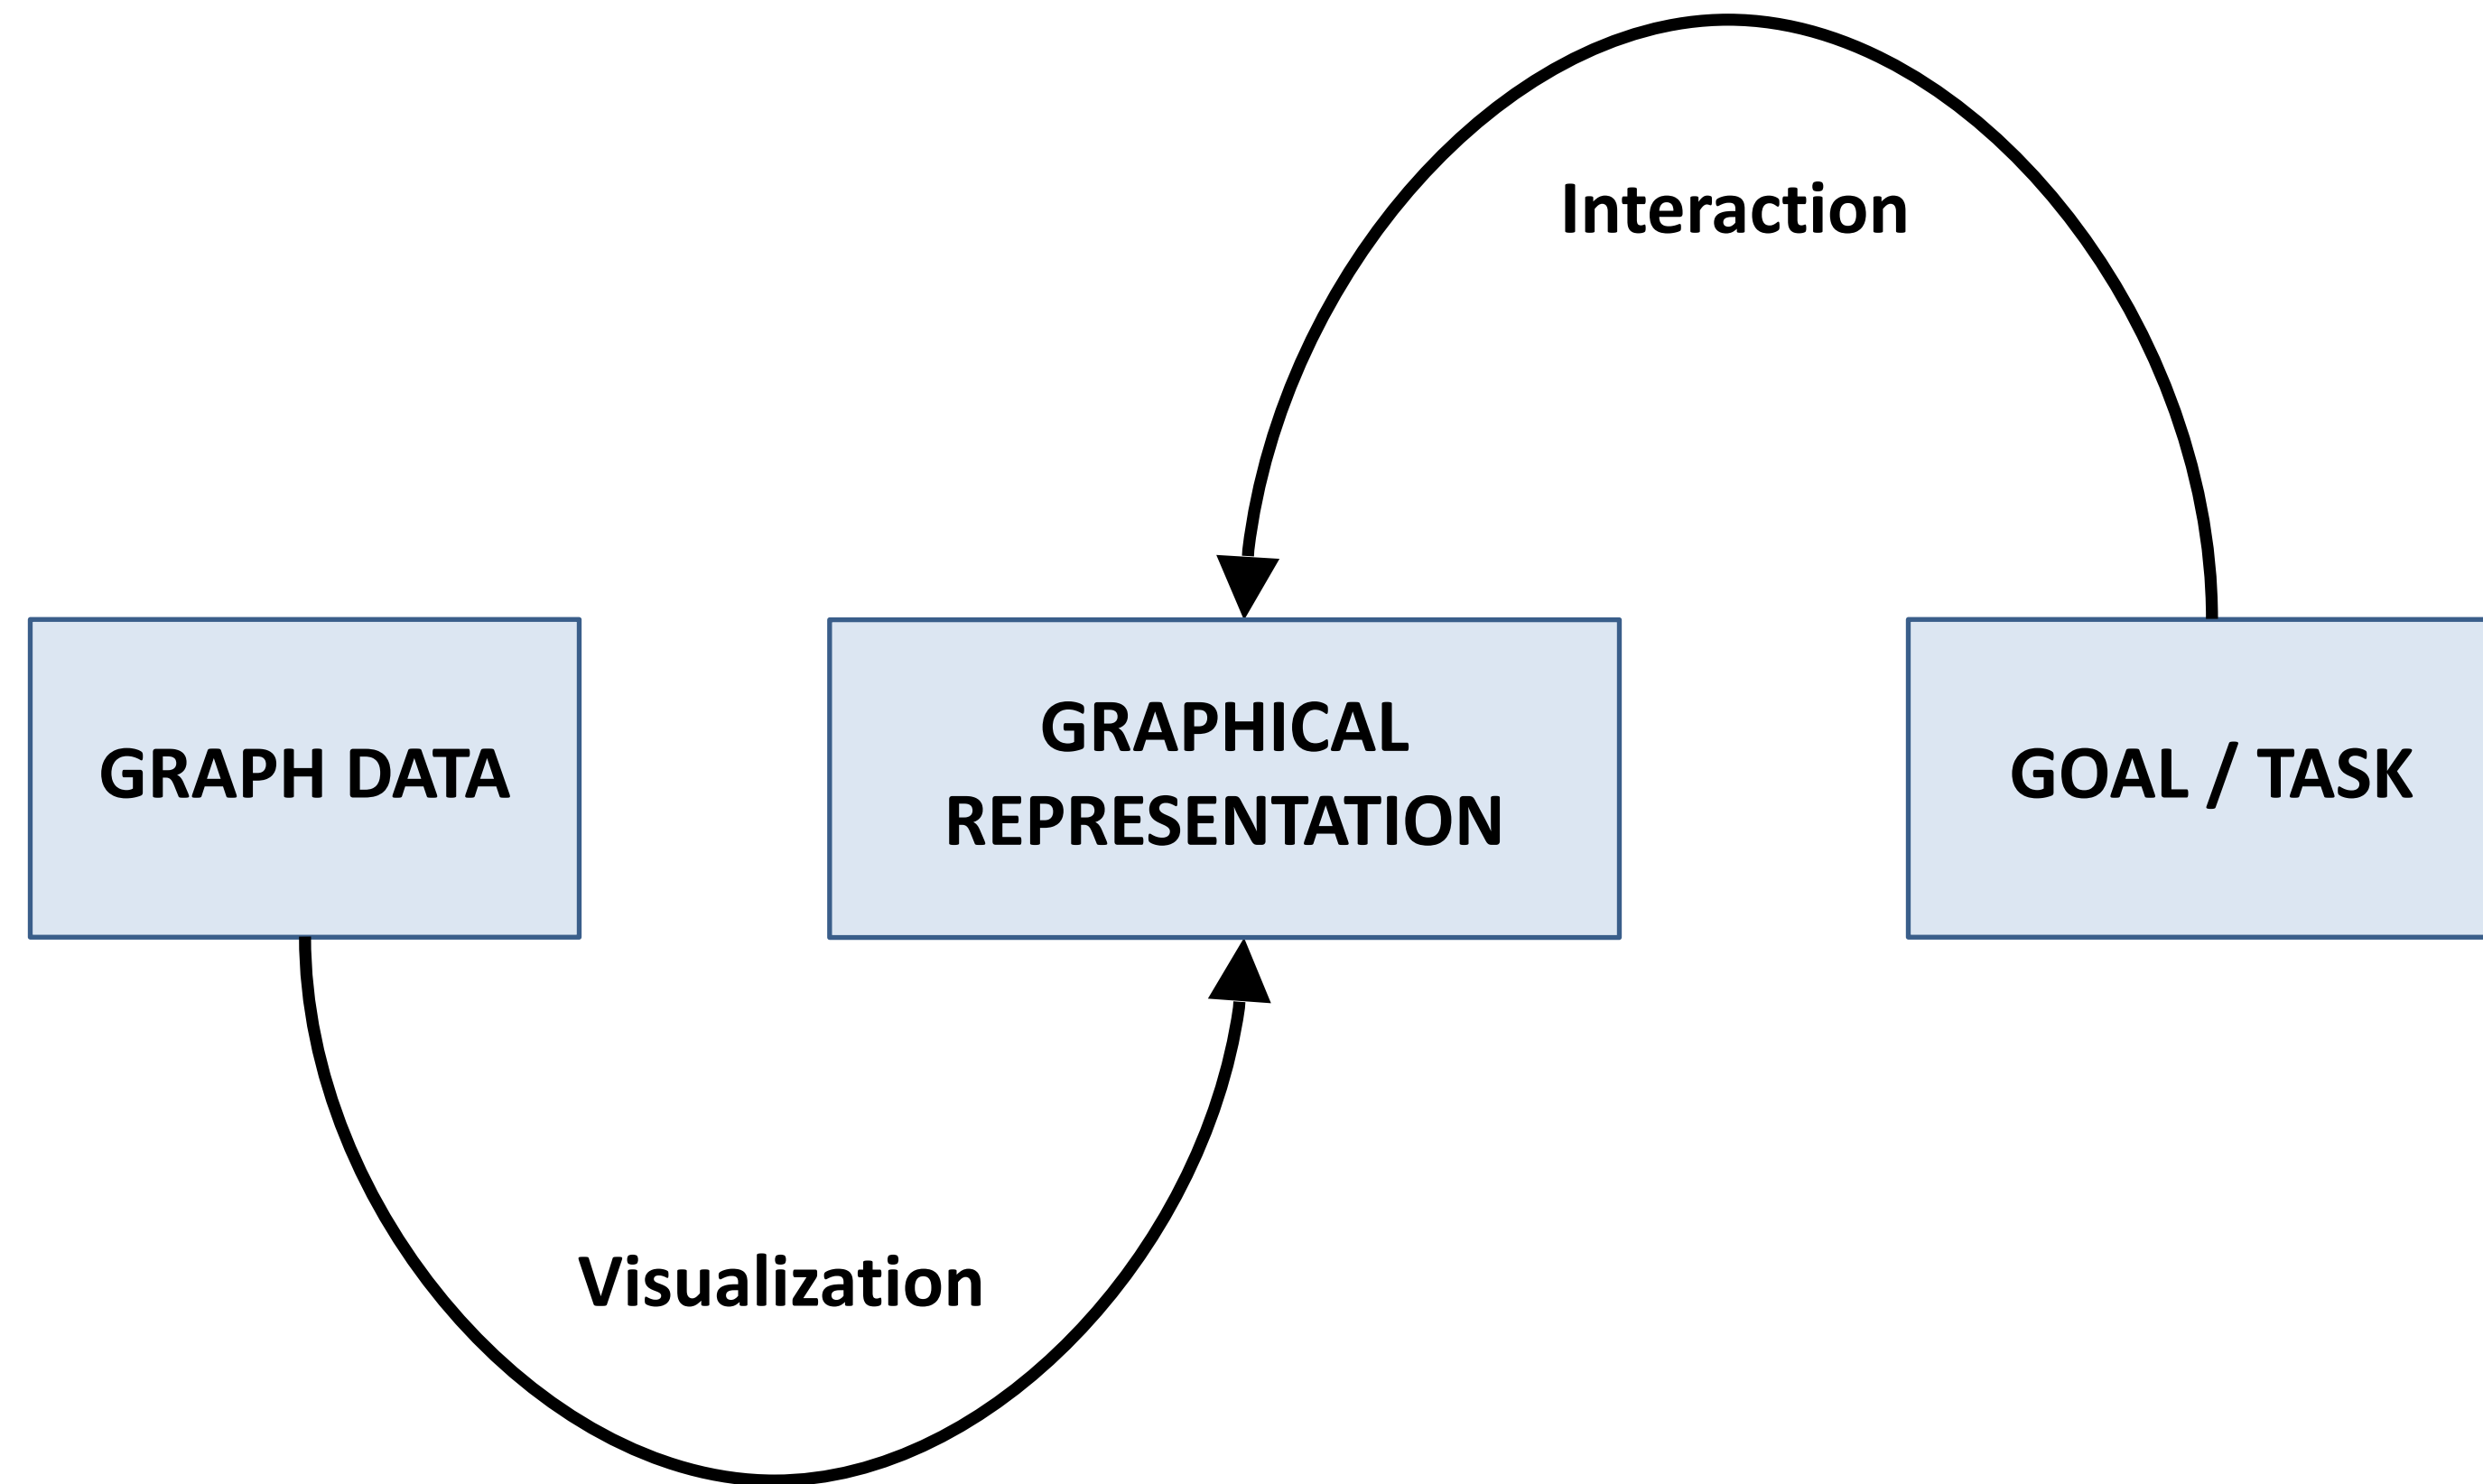 Interaction
GRAPH DATA
GRAPHICAL
REPRESENTATION
GOAL / TASK
Visualization